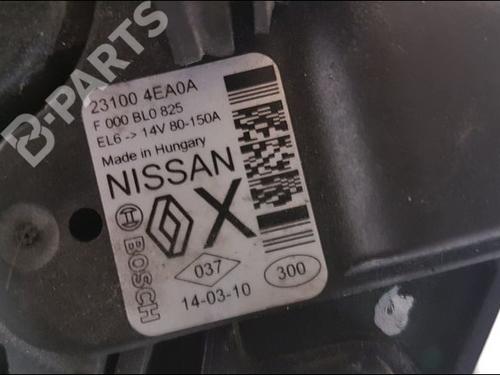 B-PARTS
23100 4EA0A
F 000 BL0 825
EL6 -> 14V 80-150A
Made in Hungary
NISSAN
X
BOSCH
037
300
14-03-10